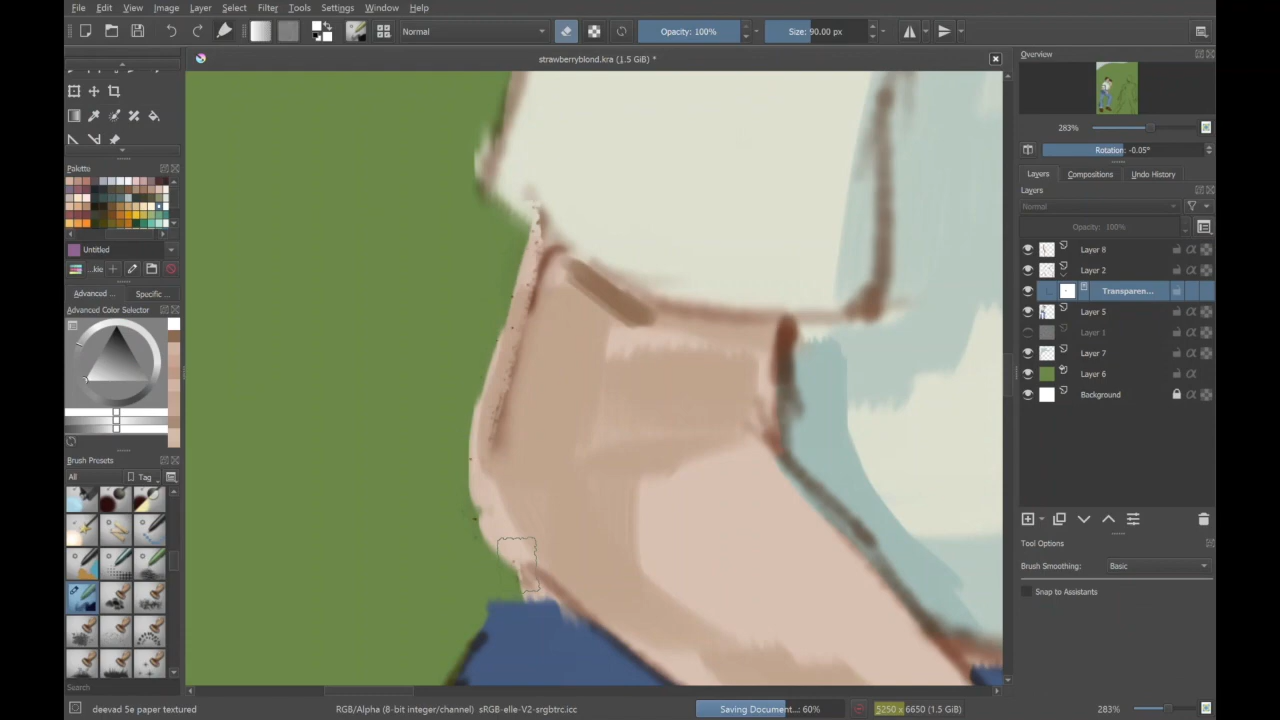 File Edit View Image Layer Select Filter Tools Settings Window Help
Normal
Opacity: 100%
Size: 90.00 px
strawberryblond.kra (1.5 GiB) *
Overview
283%
Rotation: -0.05°
Layers Compositions Undo History
Layers
Normal
Opacity: 100%
Layer 8
Layer 2
Transparen...
Layer 5
Layer 1
Layer 7
Layer 6
Background
Tool Options
Brush Smoothing: Basic
Snap to Assistants
Palette
Untitled
...kie
Advanced ... Specific ...
Advanced Color Selector
Brush Presets
All
Tag
Search
deevad 5e paper textured
RGB/Alpha (8-bit integer/channel) sRGB-elle-V2-srgbtrc.icc
Saving Document...: 60%
5250 x 6650 (1.5 GiB)
283%